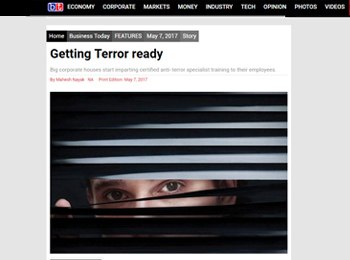 bt ECONOMY CORPORATE MARKETS MONEY INDUSTRY TECH OPINION PHOTOS VIDEOS
Home Business Today FEATURES May 7, 2017 Story
Getting Terror ready
Big corporate houses start imparting certified anti-terror specialist training to their employees.
By Mahesh Nayak NA Print Edition: May 7, 2017